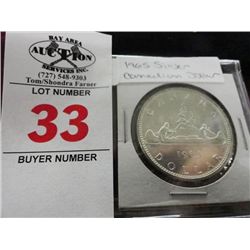 BAY AREA
AUCTION
SERVICES INC.
(727) 548-9303
Tom/Shondra Farner
LOT NUMBER
33
BUYER NUMBER
1965 Silver
Canadian Dollar
CANADA
DOLLAR